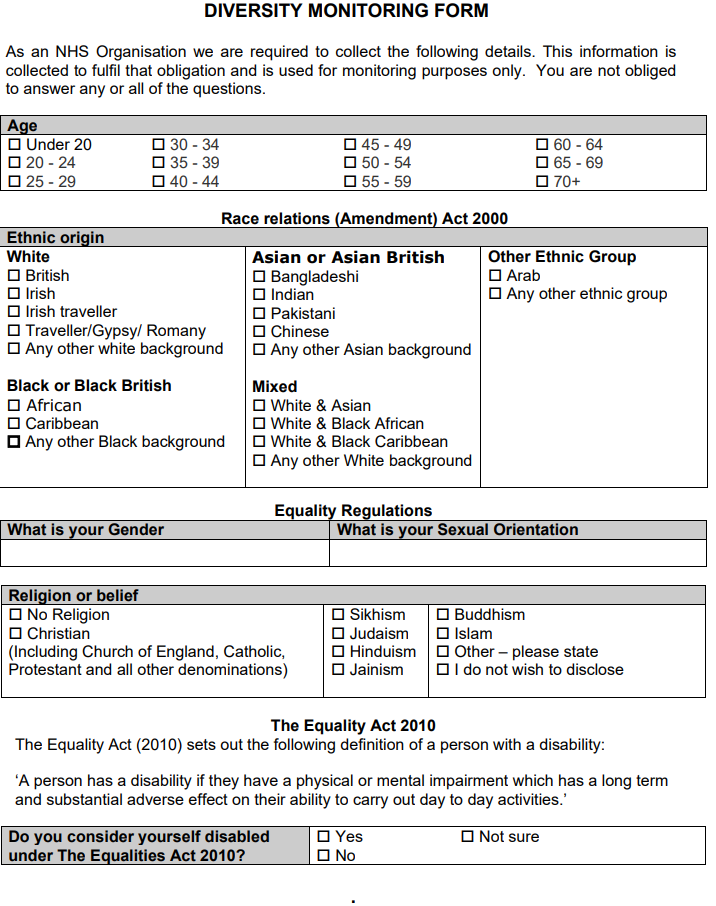 DIVERSITY MONITORING FORM
As an NHS Organisation we are required to collect the following details. This information is
collected to fulfil that obligation and is used for monitoring purposes only. You are not obliged
to answer any or all of the questions.
Age
☐ Under 20 ☐ 30 - 34 ☐ 45 - 49 ☐ 60 - 64
☐ 20 - 24 ☐ 35 - 39 ☐ 50 - 54 ☐ 65 - 69
☐ 25 - 29 ☐ 40 - 44 ☐ 55 - 59 ☐ 70+
Race relations (Amendment) Act 2000
Ethnic origin
White
☐ British
☐ Irish
☐ Irish traveller
☐ Traveller/Gypsy/ Romany
☐ Any other white background
Black or Black British
☐ African
☐ Caribbean
☐ Any other Black background
Asian or Asian British
☐ Bangladeshi
☐ Indian
☐ Pakistani
☐ Chinese
☐ Any other Asian background
Mixed
☐ White & Asian
☐ White & Black African
☐ White & Black Caribbean
☐ Any other White background
Other Ethnic Group
☐ Arab
☐ Any other ethnic group
Equality Regulations
What is your Gender
What is your Sexual Orientation
Religion or belief
☐ No Religion
☐ Christian
(Including Church of England, Catholic,
Protestant and all other denominations)
☐ Sikhism
☐ Judaism
☐ Hinduism
☐ Jainism
☐ Buddhism
☐ Islam
☐ Other – please state
☐ I do not wish to disclose
The Equality Act 2010
The Equality Act (2010) sets out the following definition of a person with a disability:
‘A person has a disability if they have a physical or mental impairment which has a long term
and substantial adverse effect on their ability to carry out day to day activities.’
Do you consider yourself disabled
under The Equalities Act 2010?
☐ Yes ☐ Not sure
☐ No
.